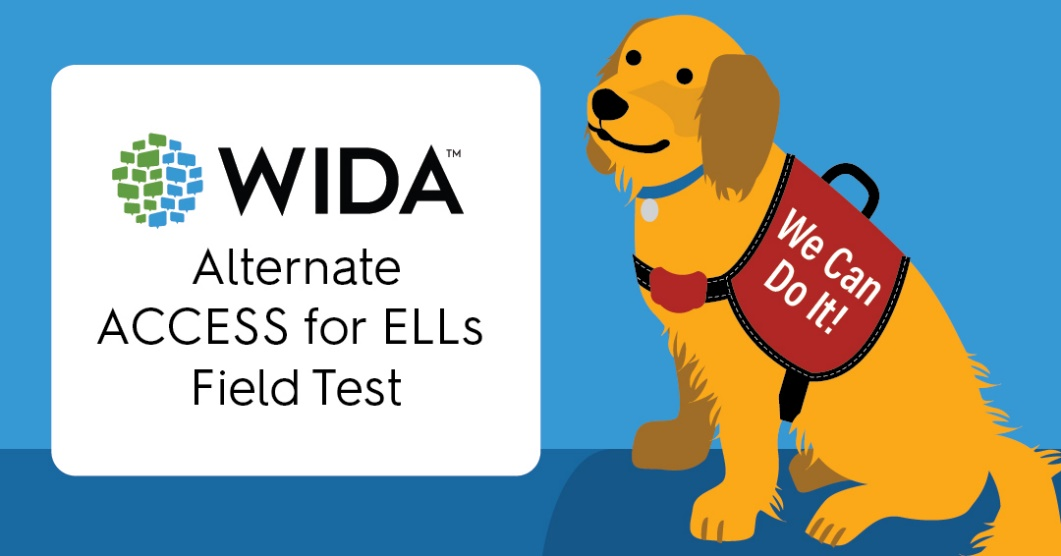 WIDA™
Alternate
ACCESS for ELLs
Field Test
We Can
Do It!